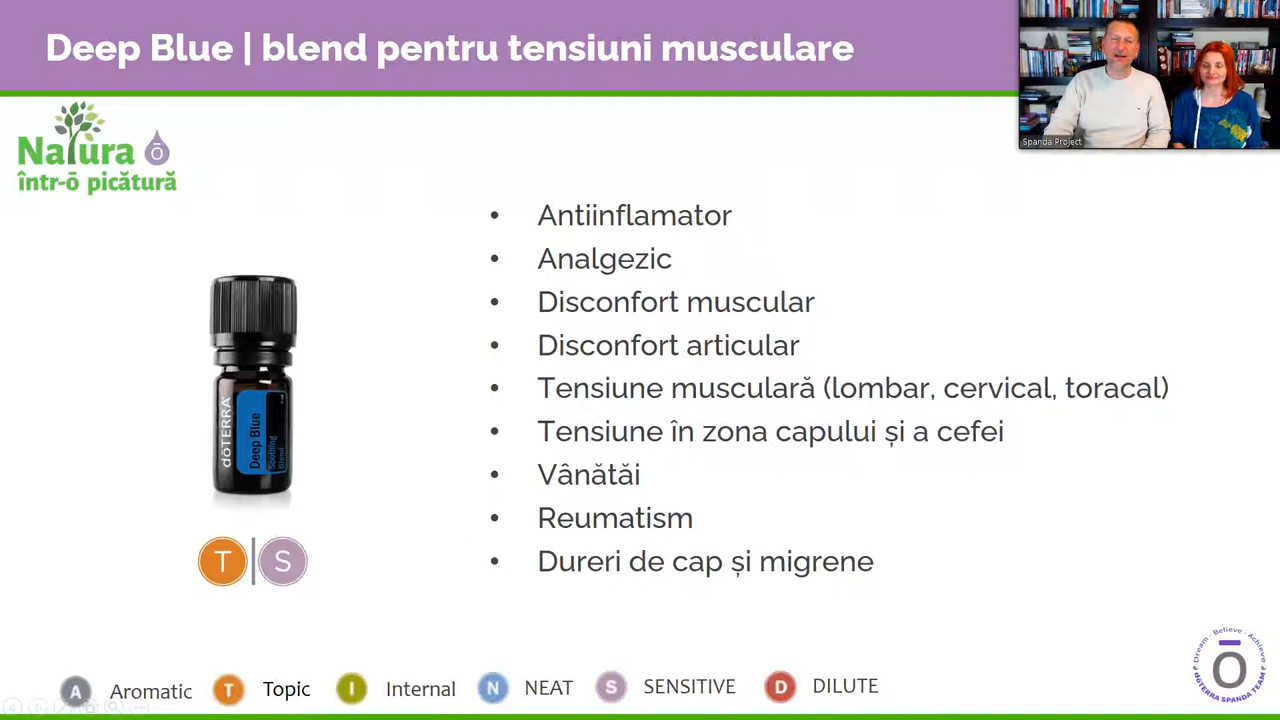 Deep Blue | blend pentru tensiuni musculare
Spanda Project
Natura ō
într-ō picătură
Antiinflamator
Analgezic
Disconfort muscular
Disconfort articular
Tensiune musculară (lombar, cervical, toracal)
Tensiune în zona capului și a cefei
Vânătăi
Reumatism
Dureri de cap și migrene
dōTERRA
Deep Blue
Soothing
Blend
T | S
Dream - Believe - Achieve
ō
dōTERRA SPANDA TEAM
A Aromatic T Topic I Internal N NEAT S SENSITIVE D DILUTE